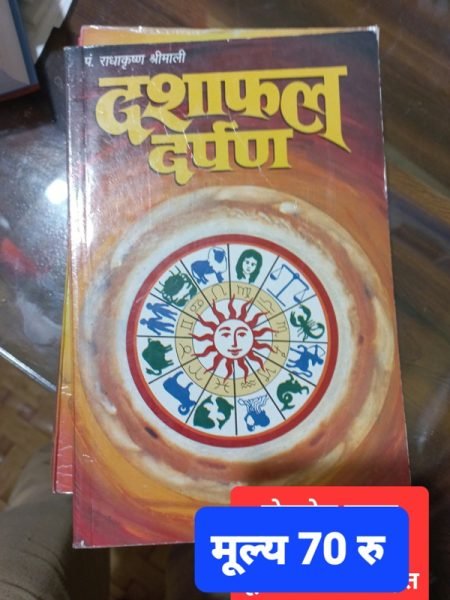 पं. राधाकृष्ण श्रीमाली
दशाफल
दर्पण
मूल्य 70 रु